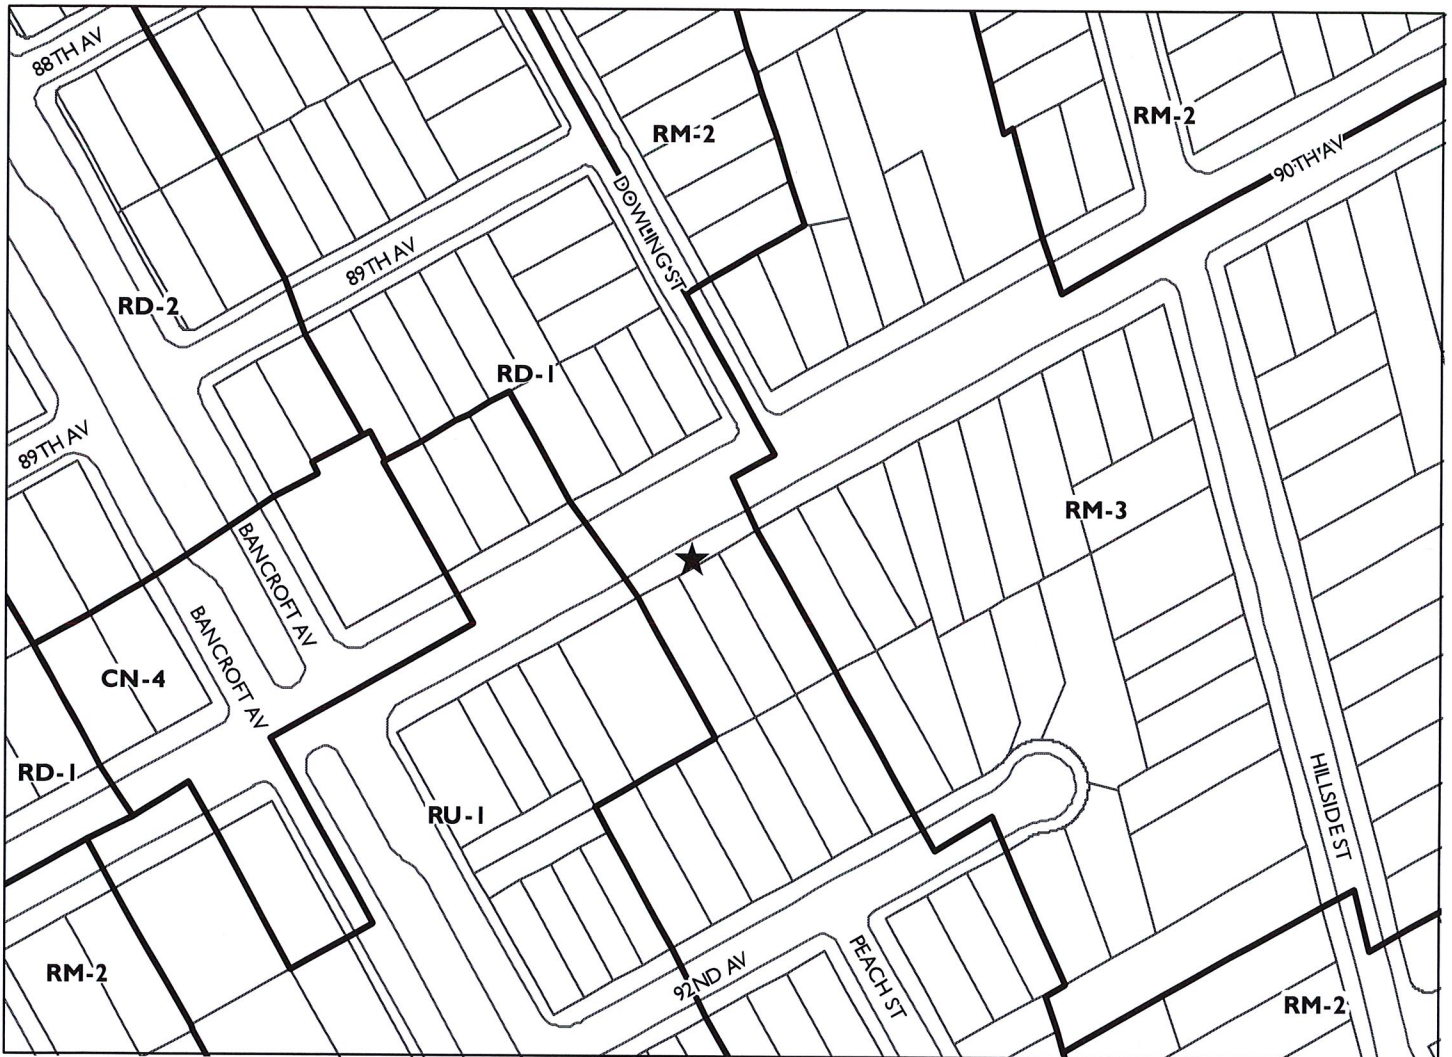 88TH AV
RM-2
RM-2
90TH AV
DOWLING ST
89TH AV
RD-2
RD-1
89TH AV
RM-3
BANCROFT AV
BANCROFT AV
CN-4
RD-1
RU-1
HILLSIDE ST
92ND AV
PEACH ST
RM-2
RM-2